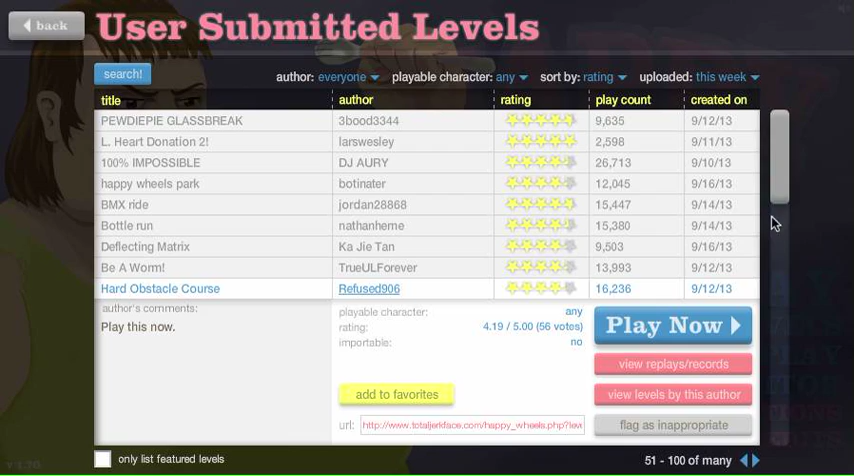 back
User Submitted Levels
search!
author: everyone playable character: any sort by: rating uploaded: this week
title author rating play count created on
PEWDIEPIE GLASSBREAK 3bood3344 9,635 9/12/13
L. Heart Donation 2! larswesley 2,598 9/11/13
100% IMPOSSIBLE DJ AURY 26,713 9/10/13
happy wheels park botinater 12,045 9/16/13
BMX ride jordan28868 15,447 9/14/13
Bottle run nathanheme 15,380 9/14/13
Deflecting Matrix Ka Jie Tan 9,503 9/16/13
Be A Worm! TrueULForever 13,993 9/12/13
Hard Obstacle Course Refused906 16,236 9/12/13
author's comments:
Play this now.
playable character: any
rating: 4.19 / 5.00 (56 votes)
importable: no
Play Now
view replays/records
add to favorites
view levels by this author
url: http://www.totaljerkface.com/happy_wheels.php?leve
flag as inappropriate
only list featured levels
51 - 100 of many